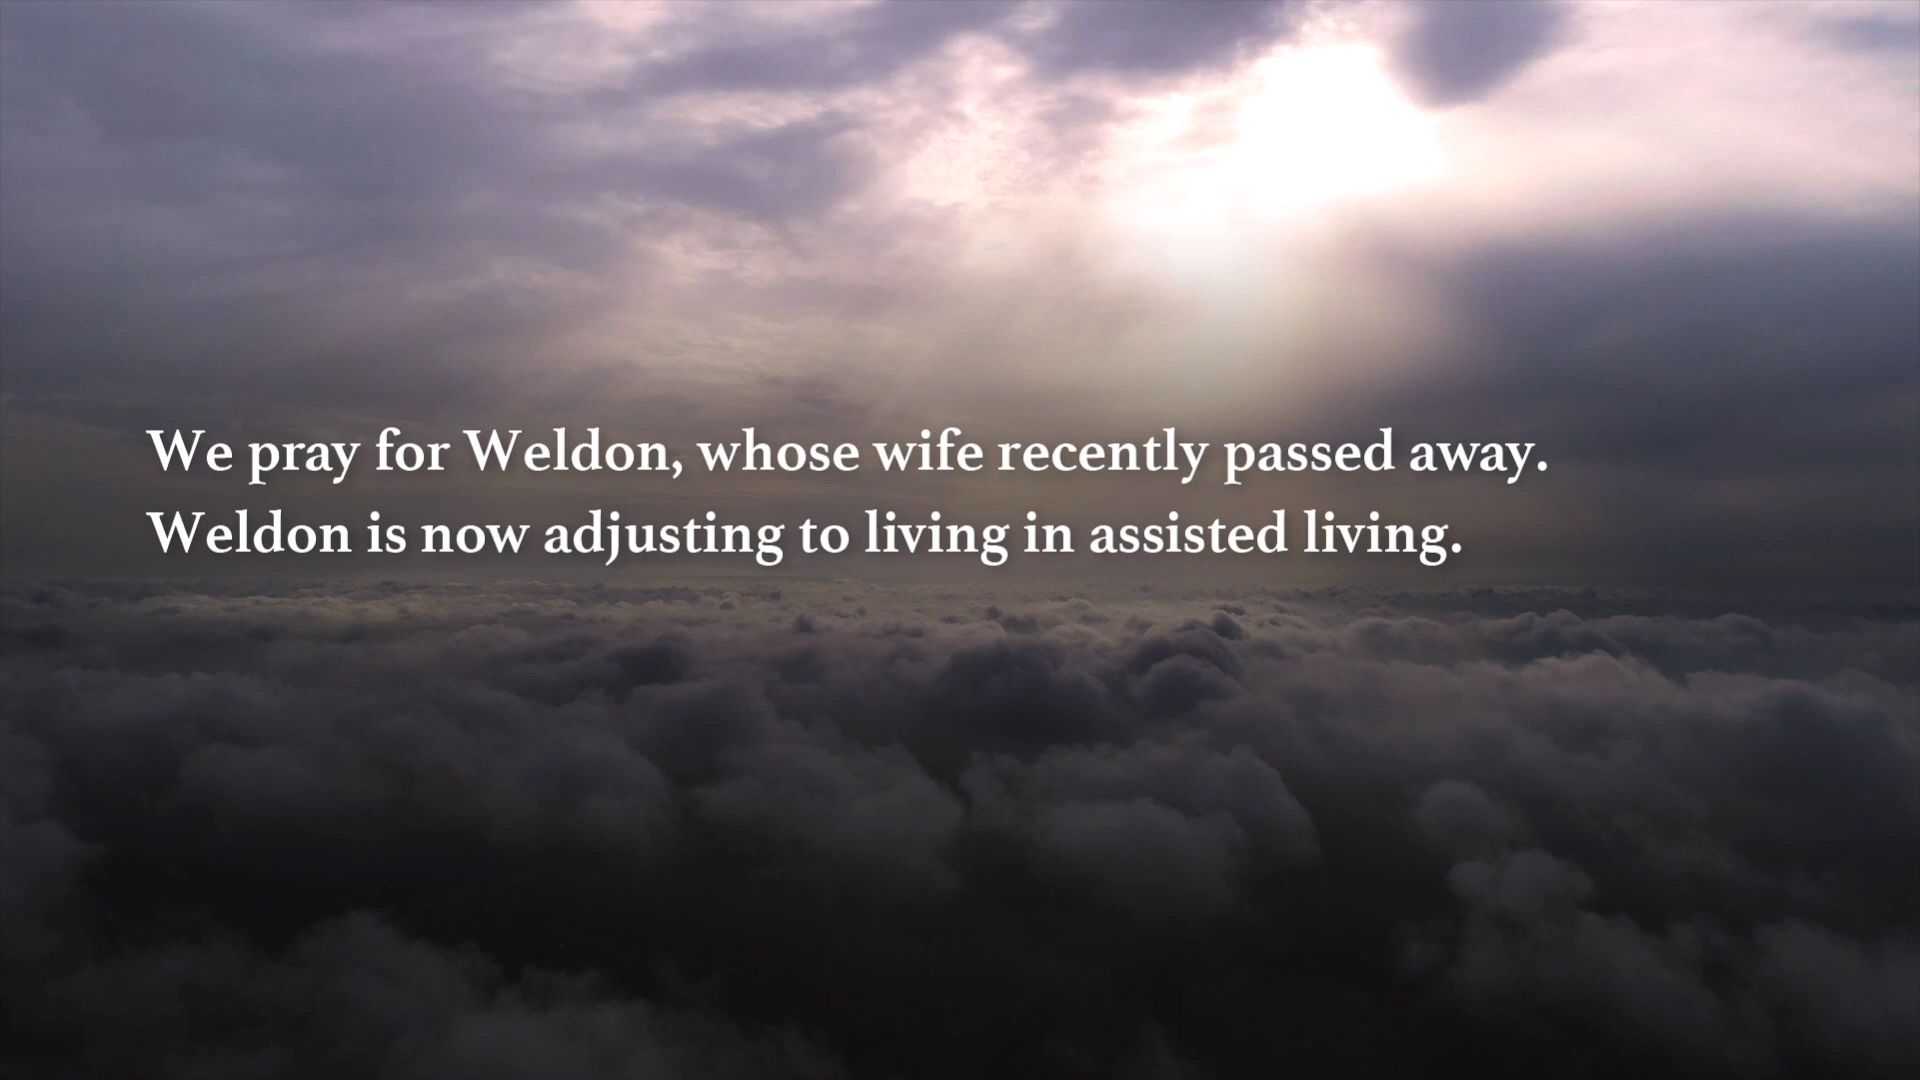 We pray for Weldon, whose wife recently passed away.
Weldon is now adjusting to living in assisted living.